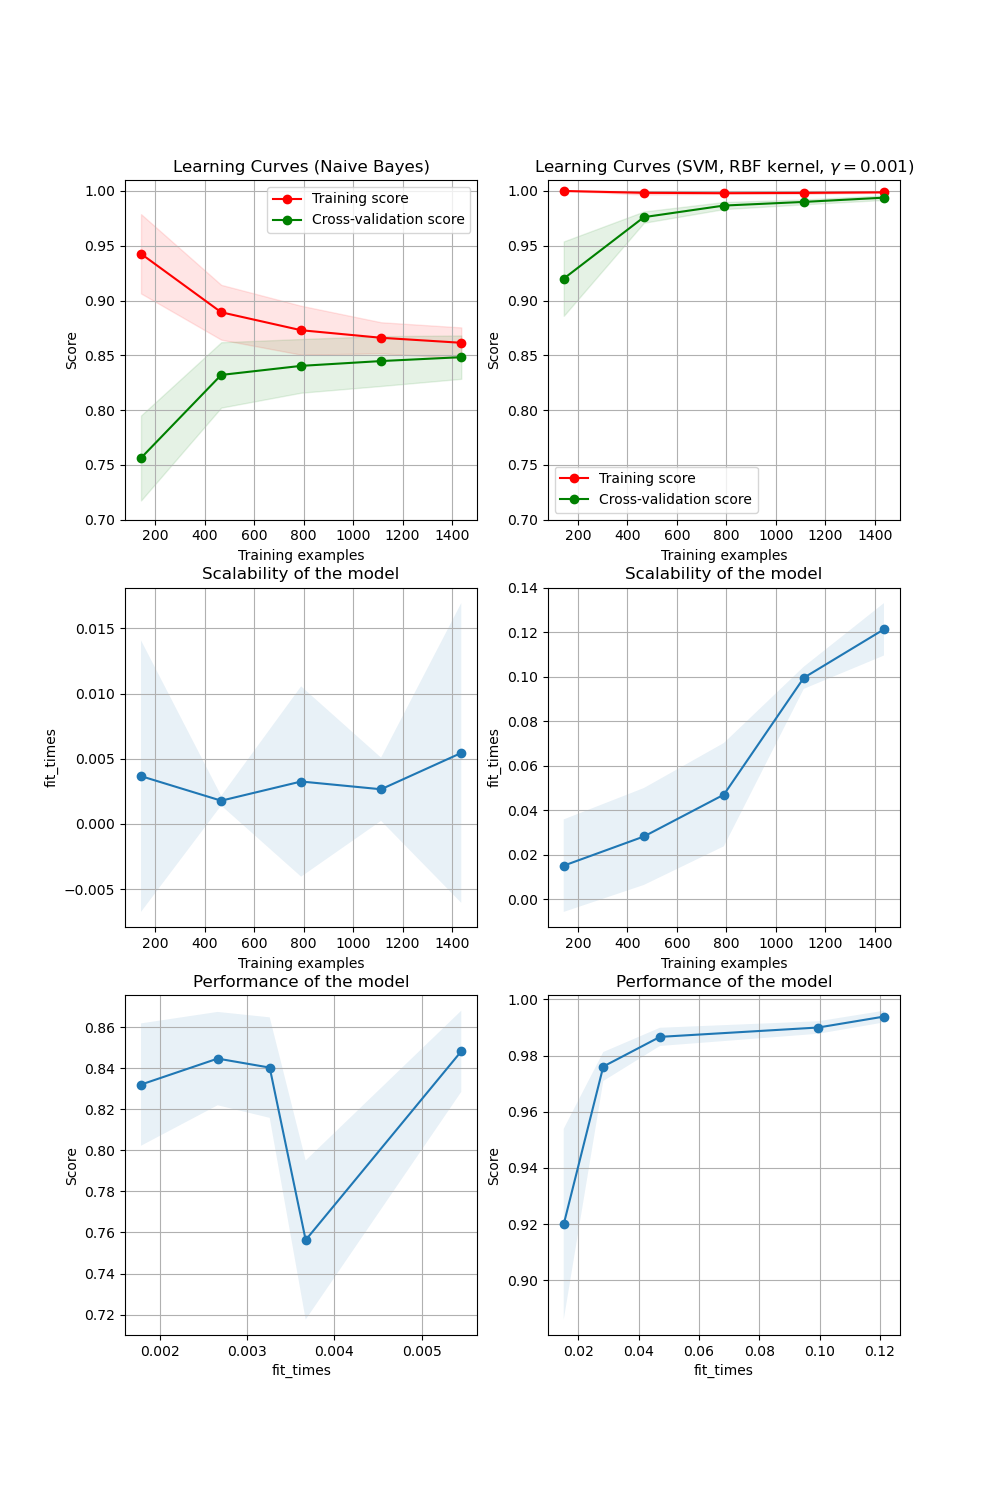 Learning Curves (Naive Bayes)
1.00
0.95
0.90
0.85
0.80
0.75
0.70
Score
Training score
Cross-validation score
200 400 600 800 1000 1200 1400
Training examples
Learning Curves (SVM, RBF kernel, γ = 0.001)
1.00
0.95
0.90
0.85
0.80
0.75
0.70
Score
Training score
Cross-validation score
200 400 600 800 1000 1200 1400
Training examples
Scalability of the model
0.015
0.010
0.005
0.000
−0.005
fit_times
200 400 600 800 1000 1200 1400
Training examples
Scalability of the model
0.14
0.12
0.10
0.08
0.06
0.04
0.02
0.00
fit_times
200 400 600 800 1000 1200 1400
Training examples
Performance of the model
0.86
0.84
0.82
0.80
0.78
0.76
0.74
0.72
Score
0.002 0.003 0.004 0.005
fit_times
Performance of the model
1.00
0.98
0.96
0.94
0.92
0.90
Score
0.02 0.04 0.06 0.08 0.10 0.12
fit_times